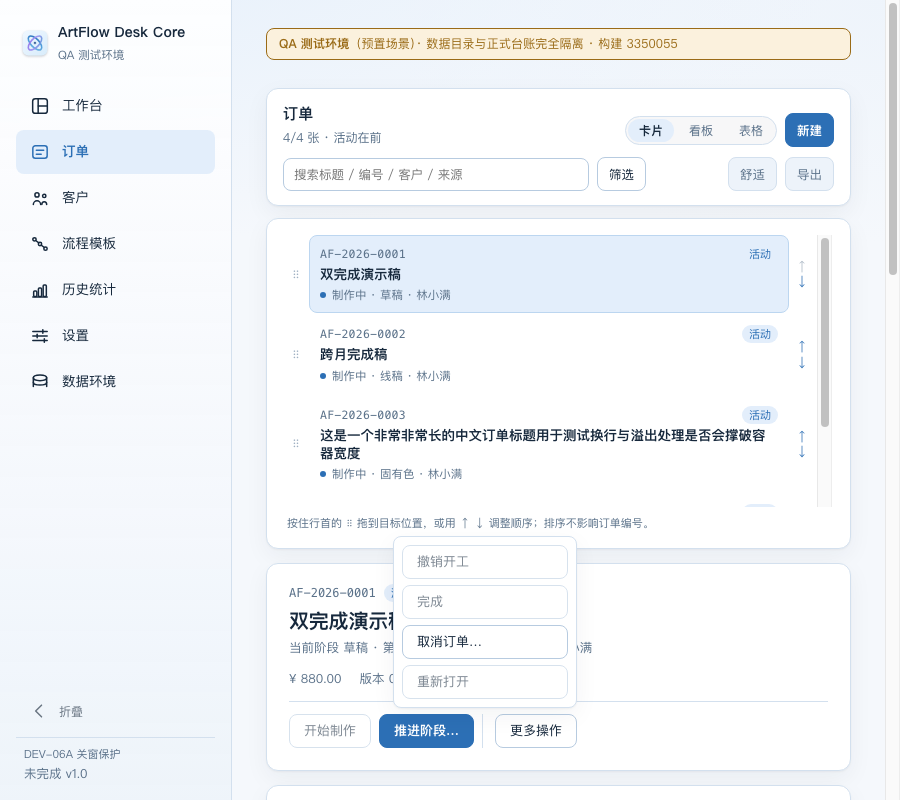 ArtFlow Desk Core
QA 测试环境
工作台
订单
客户
流程模板
历史统计
设置
数据环境
折叠
DEV-06A 关窗保护
未完成 v1.0
QA 测试环境（预置场景）· 数据目录与正式台账完全隔离 · 构建 3350055
订单
4/4 张 · 活动在前
卡片 看板 表格
新建
搜索标题 / 编号 / 客户 / 来源
筛选
舒适
导出
AF-2026-0001 活动
双完成演示稿
制作中 · 草稿 · 林小满
↑
↓
AF-2026-0002 活动
跨月完成稿
制作中 · 线稿 · 林小满
↑
↓
AF-2026-0003 活动
这是一个非常非常长的中文订单标题用于测试换行与溢出处理是否会撑破容
器宽度
制作中 · 固有色 · 林小满
↑
↓
按住行首的 ⠿ 拖到目标位置，或用 ↑ ↓ 调整顺序；排序不影响订单编号。
撤销开工
完成
取消订单…
重新打开
AF-2026-0001
双完成演示
当前阶段 草稿 · 第 满
¥ 880.00 版本
开始制作
推进阶段…
更多操作